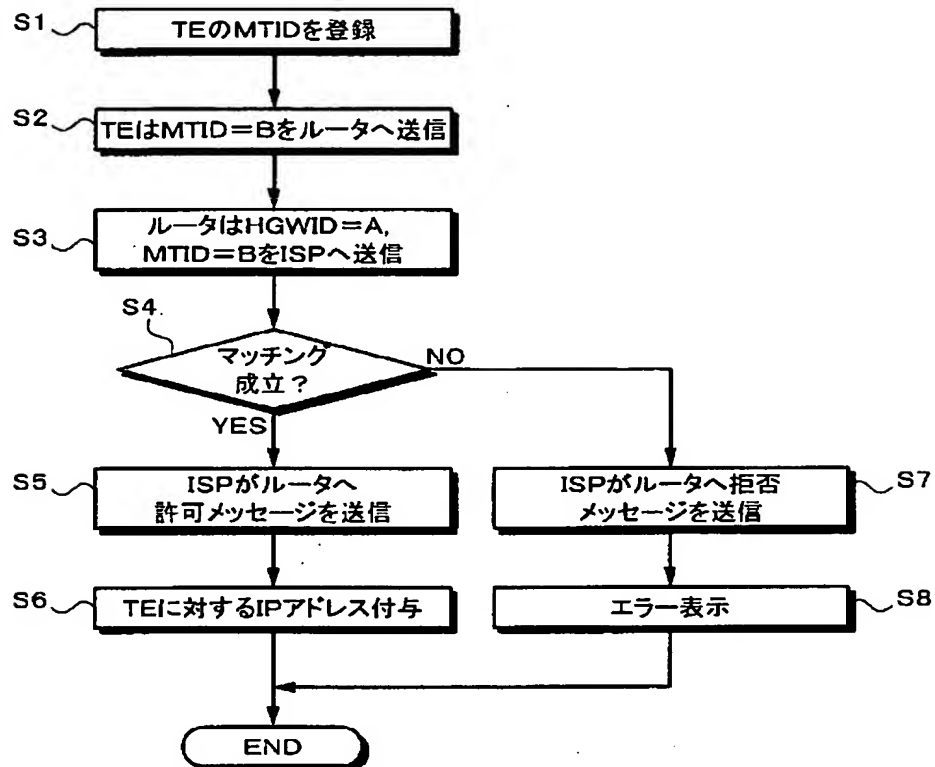 S1
TEのMTIDを登録
S2
TEはMTID=Bをルータへ送信
S3
ルータはHGWID=A,
MTID=BをISPへ送信
S4
マッチング
成立?
NO
YES
S5
ISPがルータへ
許可メッセージを送信
ISPがルータへ拒否
メッセージを送信
S7
S6
TEに対するIPアドレス付与
エラー表示
S8
END